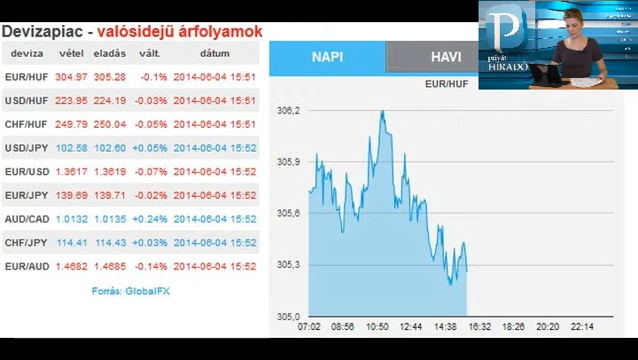 Devizapiac - valósidejű árfolyamok
deviza vétel eladás vált. dátum
EUR/HUF 304.97 305.28 -0.1% 2014-06-04 15:51
USD/HUF 223.95 224.19 -0.03% 2014-06-04 15:51
CHF/HUF 249.79 250.04 -0.05% 2014-06-04 15:51
USD/JPY 102.58 102.60 +0.05% 2014-06-04 15:52
EUR/USD 1.3617 1.3619 -0.07% 2014-06-04 15:52
EUR/JPY 139.69 139.71 -0.02% 2014-06-04 15:52
AUD/CAD 1.0132 1.0135 +0.24% 2014-06-04 15:52
CHF/JPY 114.41 114.43 +0.03% 2014-06-04 15:52
EUR/AUD 1.4682 1.4685 -0.14% 2014-06-04 15:52
Forrás: GlobalFX
NAPI HAVI
EUR/HUF
306,2
305,9
305,6
305,3
305,0
07:02 08:56 10:50 12:44 14:38 16:32 18:26 20:20 22:14
P
privát
HÍRADÓ